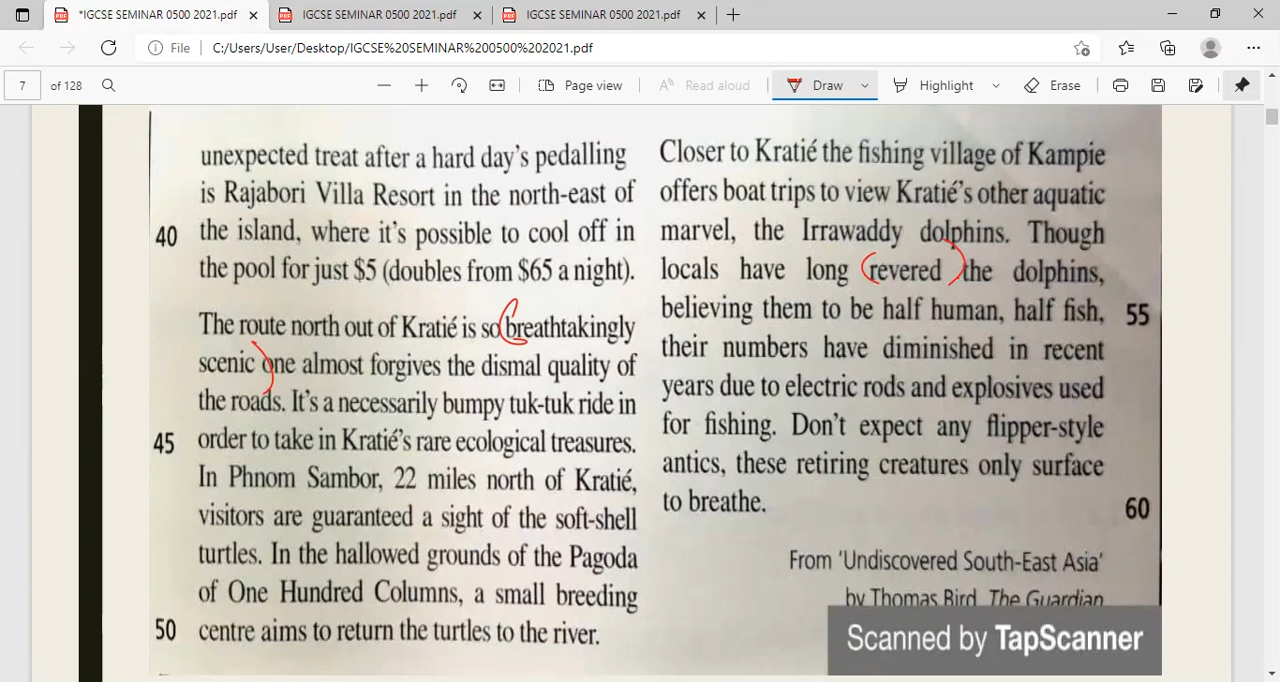 *IGCSE SEMINAR 0500 2021.pdf
IGCSE SEMINAR 0500 2021.pdf
IGCSE SEMINAR 0500 2021.pdf
File
C:/Users/User/Desktop/IGCSE%20SEMINAR%200500%202021.pdf
7 of 128
Page view
Read aloud
Draw
Highlight
Erase
unexpected treat after a hard day's pedalling
is Rajabori Villa Resort in the north-east of
40 the island, where it's possible to cool off in
the pool for just $5 (doubles from $65 a night).
The route north out of Kratié is so breathtakingly
scenic one almost forgives the dismal quality of
the roads. It's a necessarily bumpy tuk-tuk ride in
45 order to take in Kratié's rare ecological treasures.
In Phnom Sambor, 22 miles north of Kratié,
visitors are guaranteed a sight of the soft-shell
turtles. In the hallowed grounds of the Pagoda
of One Hundred Columns, a small breeding
50 centre aims to return the turtles to the river.
Closer to Kratié the fishing village of Kampie
offers boat trips to view Kratié's other aquatic
marvel, the Irrawaddy dolphins. Though
locals have long revered the dolphins,
believing them to be half human, half fish, 55
their numbers have diminished in recent
years due to electric rods and explosives used
for fishing. Don't expect any flipper-style
antics, these retiring creatures only surface
to breathe. 60
From 'Undiscovered South-East Asia'
by Thomas Bird, The Guardian
Scanned by TapScanner